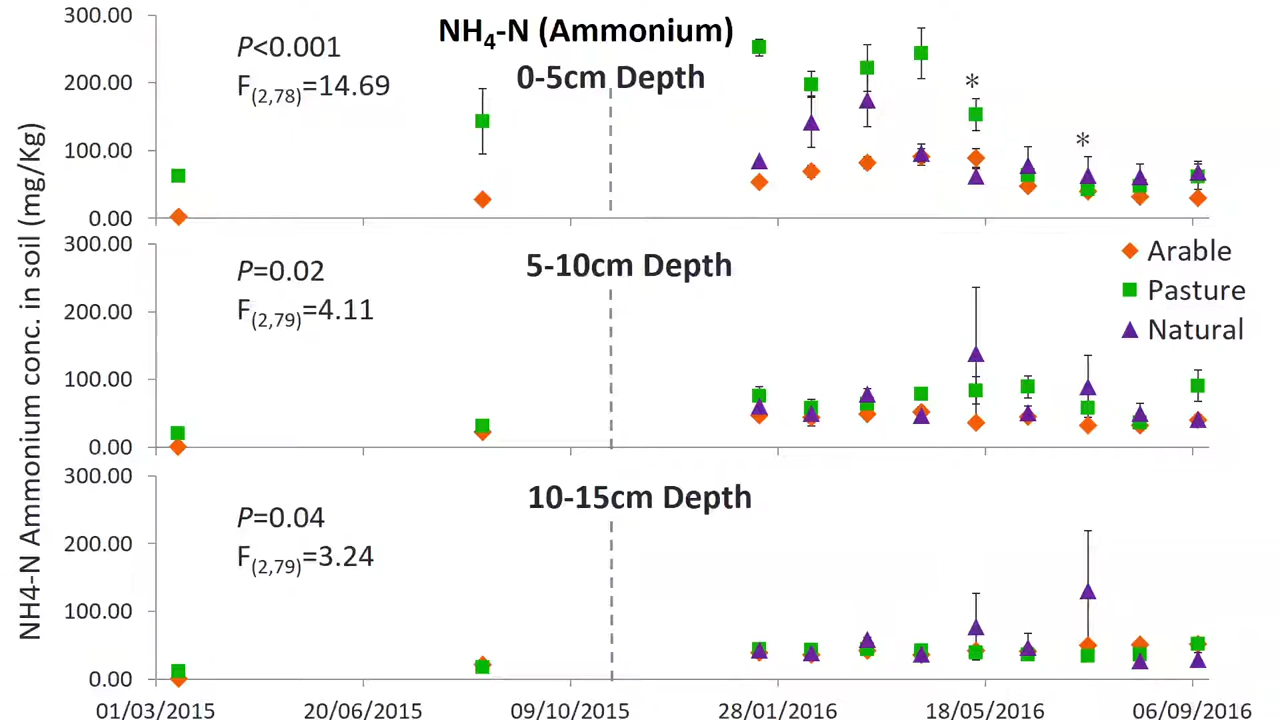 NH4-N Ammonium conc. in soil (mg/Kg)
NH4-N (Ammonium)
0-5cm Depth
P<0.001
F(2,78)=14.69
300.00
200.00
100.00
0.00
*
*
5-10cm Depth
P=0.02
F(2,79)=4.11
300.00
200.00
100.00
0.00
Arable
Pasture
Natural
10-15cm Depth
P=0.04
F(2,79)=3.24
300.00
200.00
100.00
0.00
01/03/2015 20/06/2015 09/10/2015 28/01/2016 18/05/2016 06/09/2016